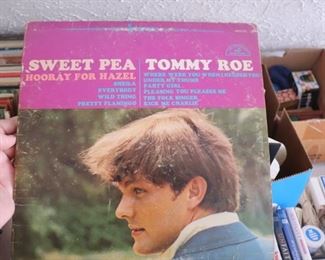 SWEET PEA
HOORAY FOR HAZEL
SHEILA
EVERYBODY
WILD THING
PRETTY FLAMINGO
TOMMY ROE
WHERE WERE YOU WHEN I NEEDED YOU
UNDER MY THUMB
PARTY GIRL
PLEASING YOU PLEASES ME
THE FOLK SINGER
KICK ME CHARLIE